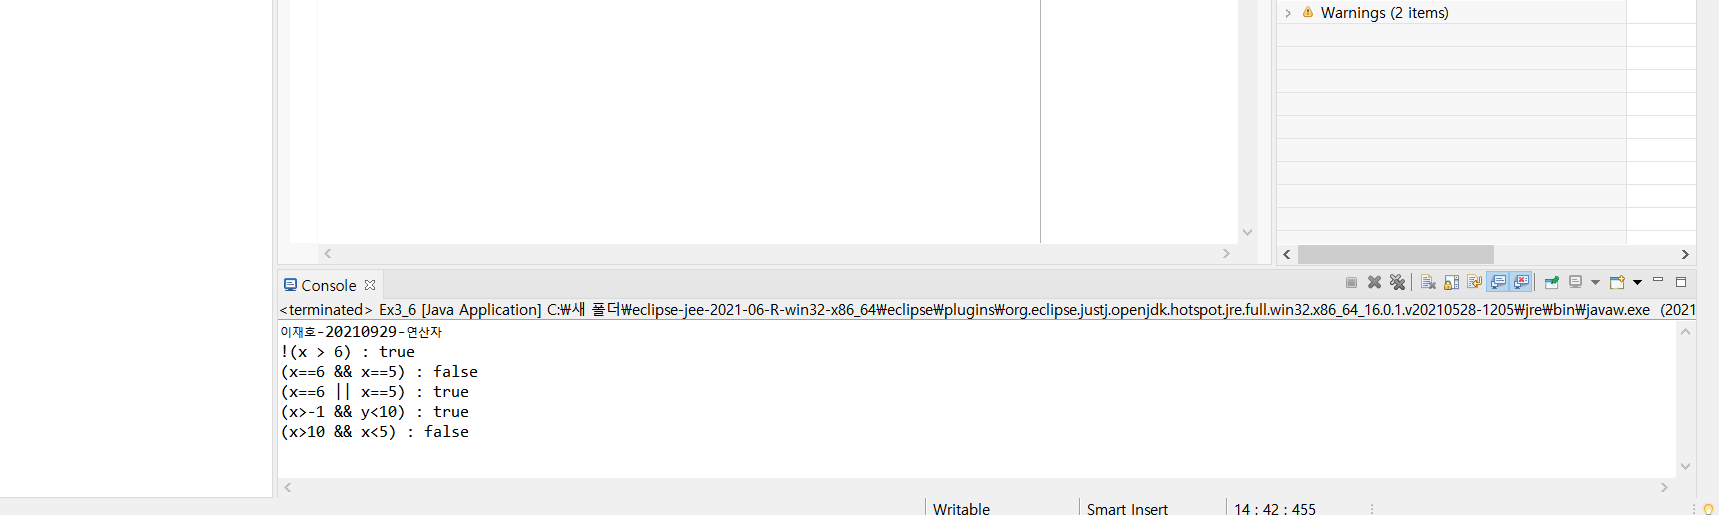 Warnings (2 items)
Console
<terminated> Ex3_6 [Java Application] C:₩새 폴더₩eclipse-jee-2021-06-R-win32-x86_64₩eclipse₩plugins₩org.eclipse.justj.openjdk.hotspot.jre.full.win32.x86_64_16.0.1.v20210528-1205₩jre₩bin₩javaw.exe (2021
이재호-20210929-연산자
!(x > 6) : true
(x==6 && x==5) : false
(x==6 || x==5) : true
(x>-1 && y<10) : true
(x>10 && x<5) : false
Writable Smart Insert 14 : 42 : 455